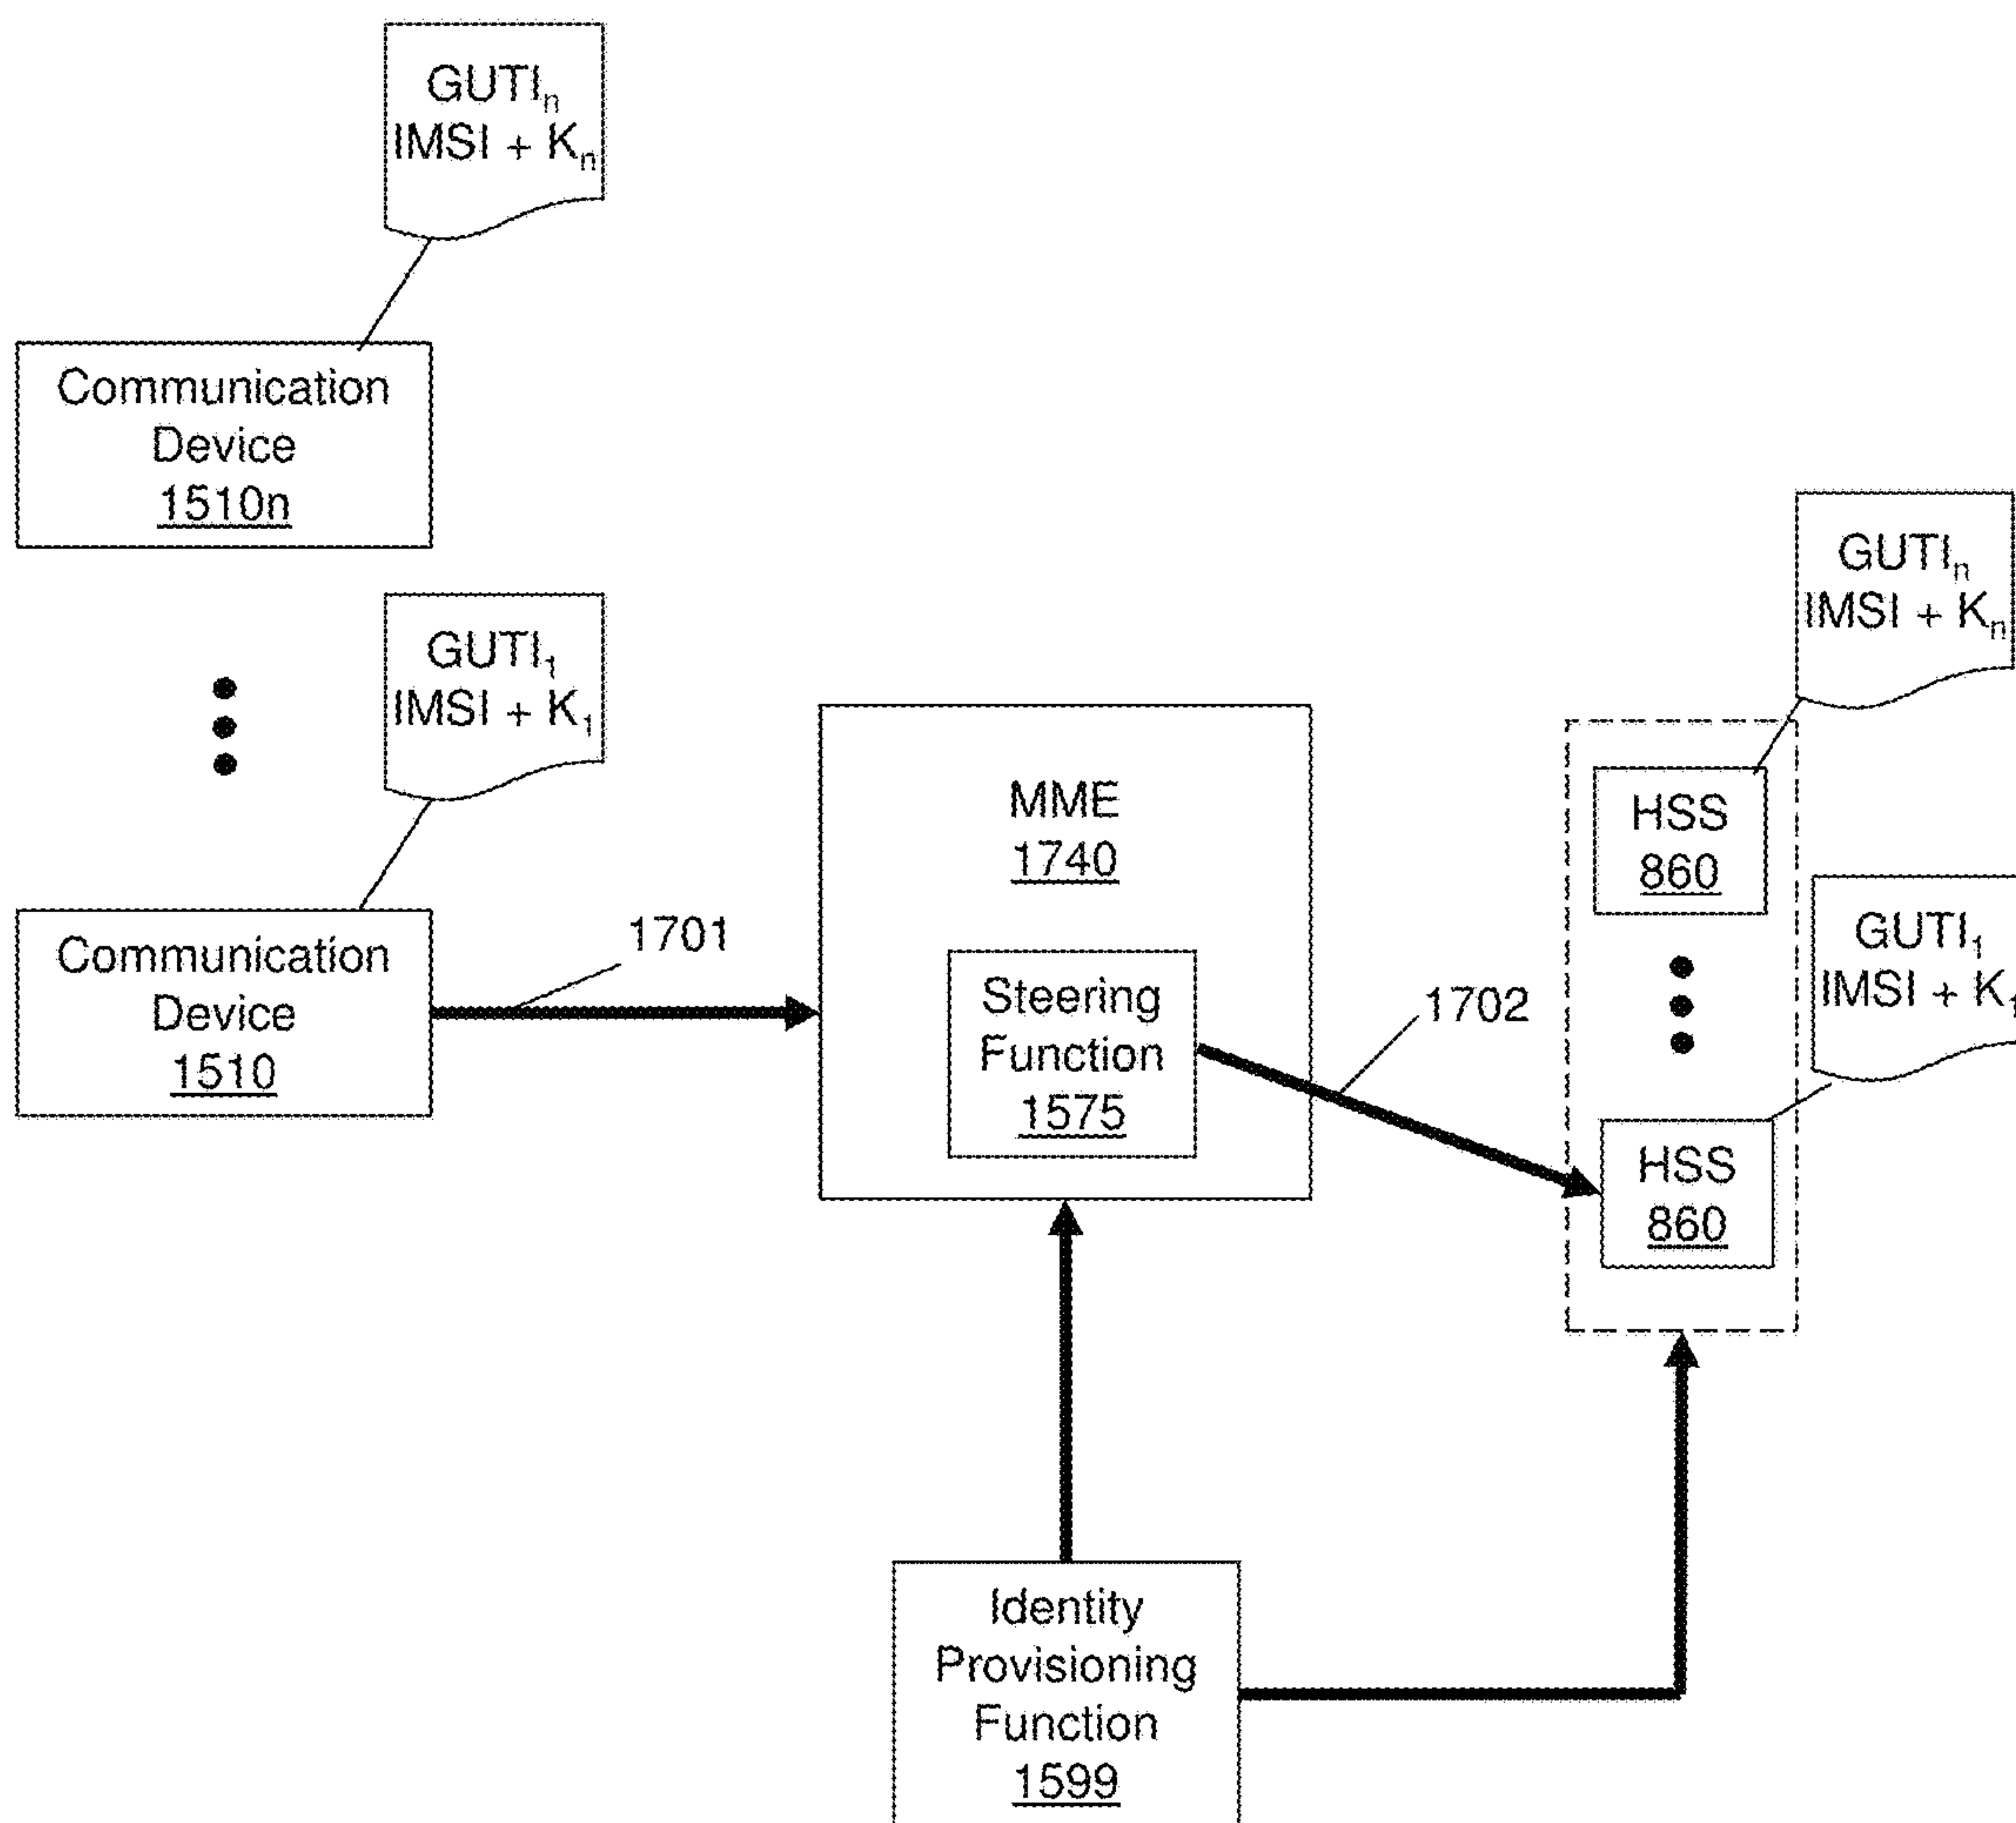 GUTIₙ
IMSI + Kₙ
Communication
Device
1510n
GUTI₁
IMSI + K₁
Communication
Device
1510
1701
MME
1740
Steering
Function
1575
1702
GUTIₙ
IMSI + Kₙ
HSS
860
GUTI₁
IMSI + K₁
HSS
860
Identity
Provisioning
Function
1599